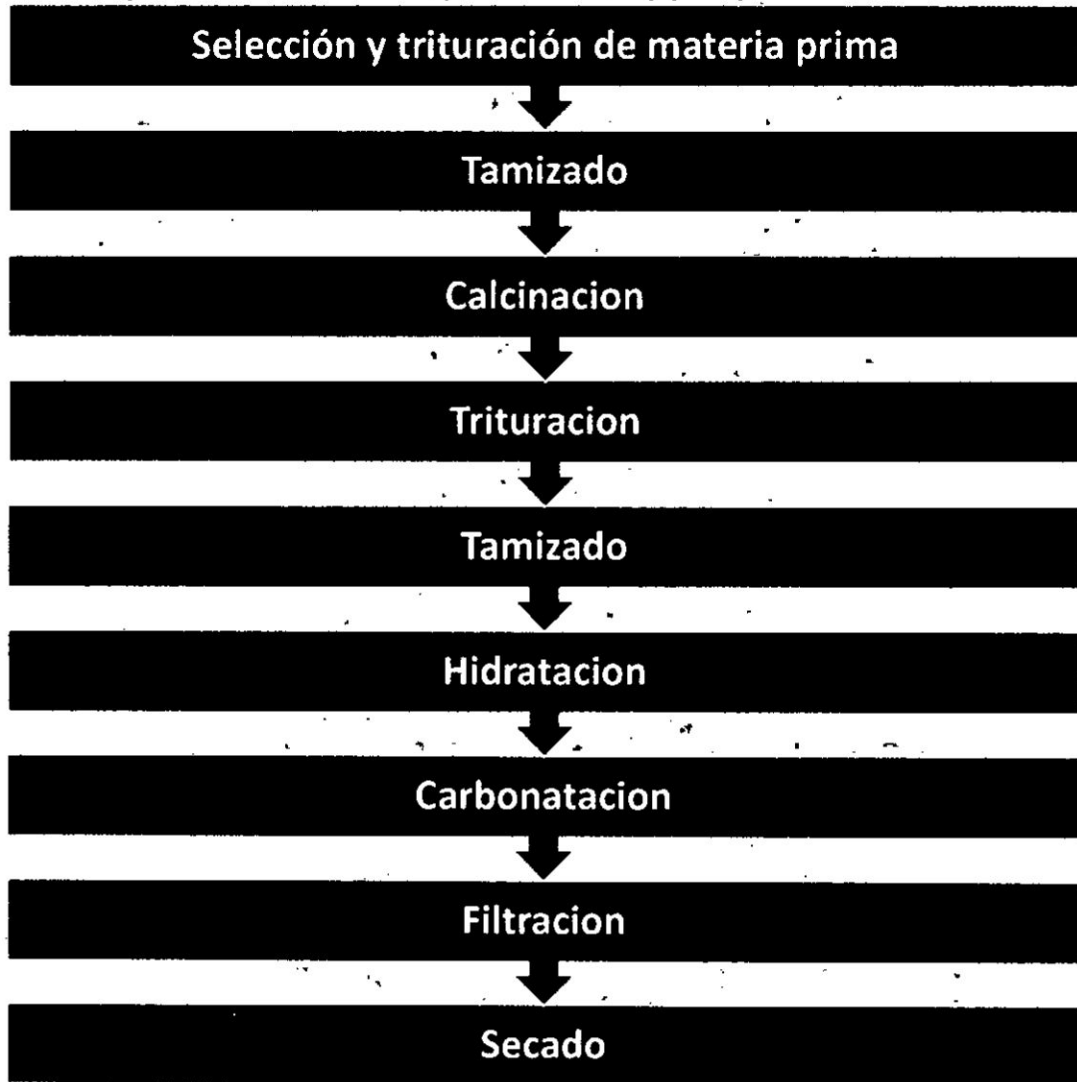 Selección y trituración de materia prima
Tamizado
Calcinacion
Trituracion
Tamizado
Hidratacion
Carbonatacion
Filtracion
Secado